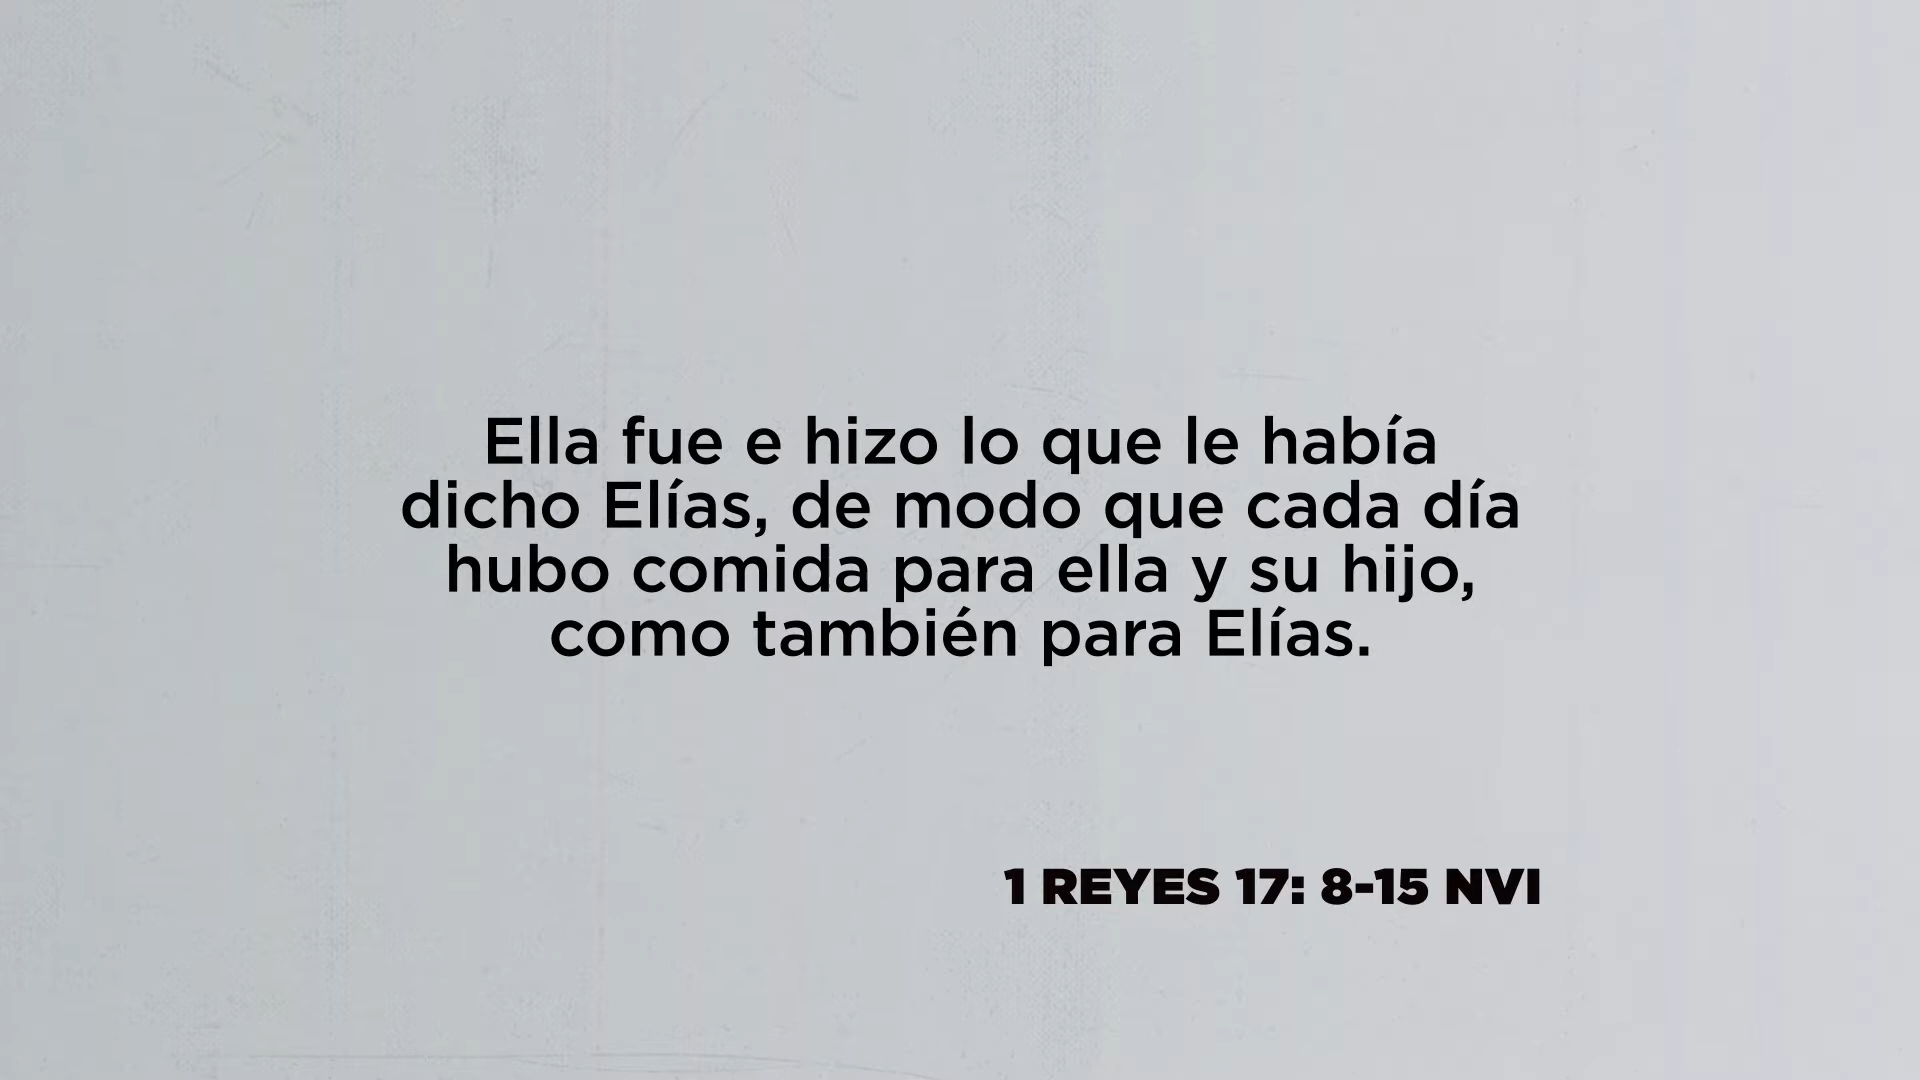 Ella fue e hizo lo que le había
dicho Elías, de modo que cada día
hubo comida para ella y su hijo,
como también para Elías.
1 REYES 17: 8-15 NVI